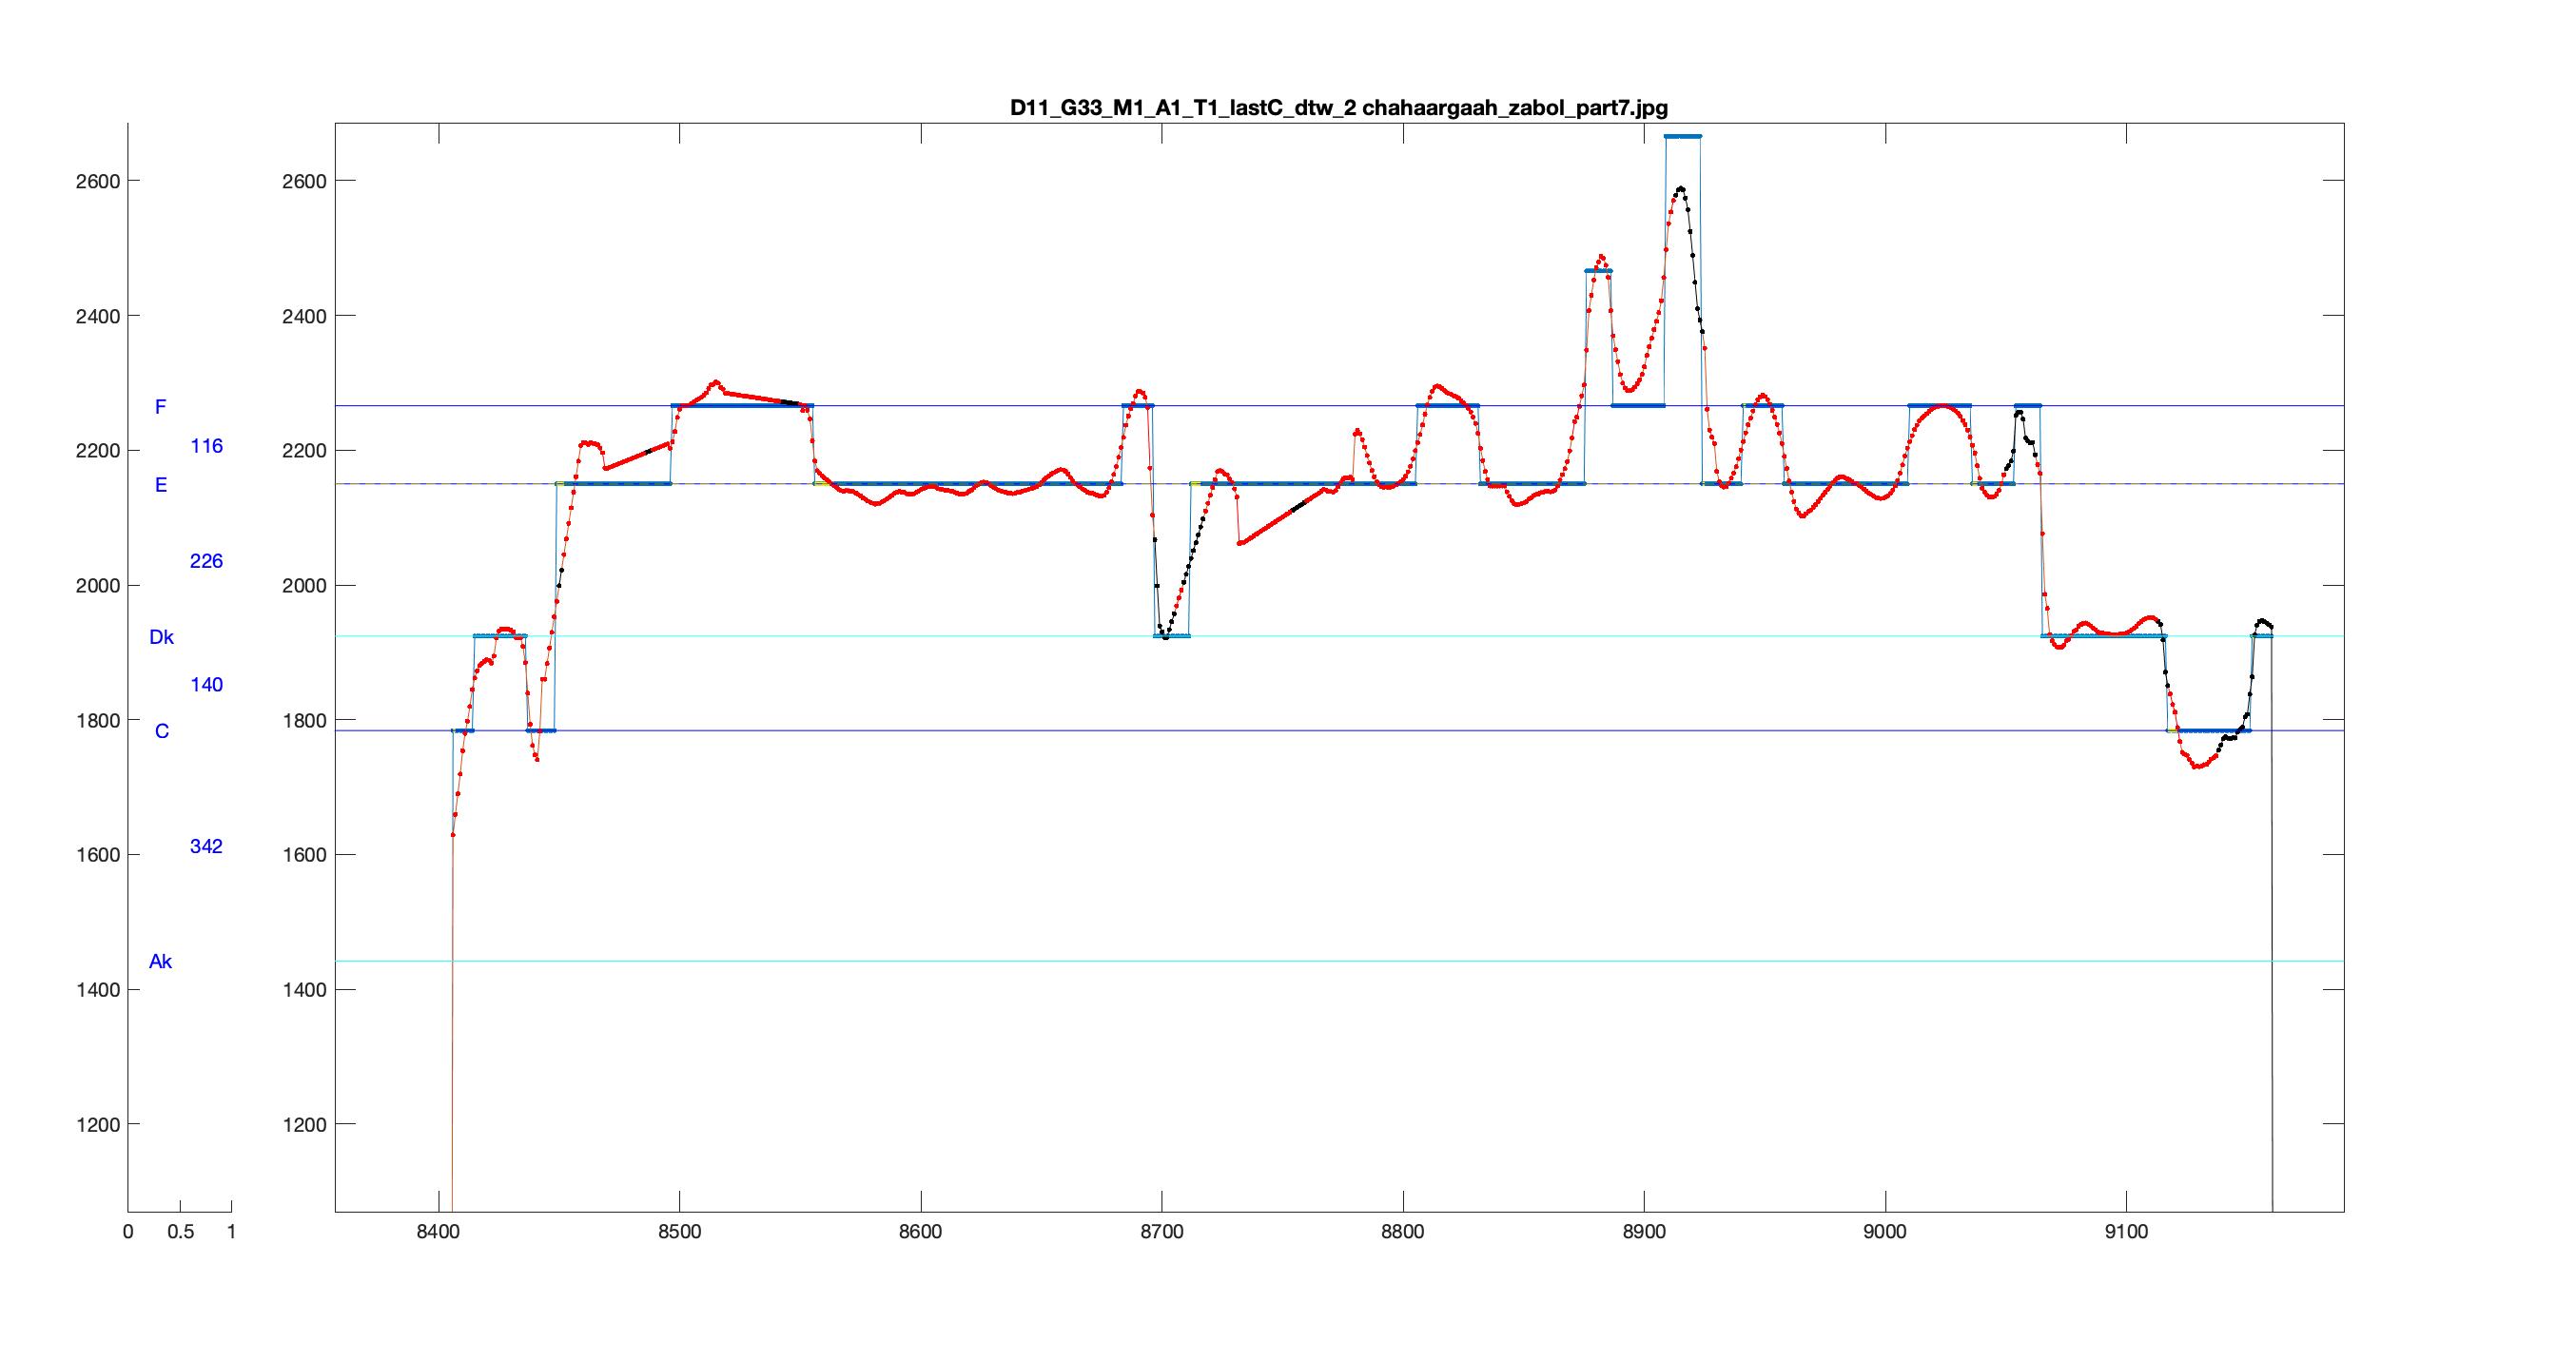 D11_G33_M1_A1_T1_lastC_dtw_2 chahaargaah_zabol_part7.jpg
2600 2600
2400 2400
F
116
2200 2200
E
226
2000 2000
Dk
140
1800 C 1800
342
1600 1600
Ak
1400 1400
1200 1200
0 0.5 1 8400 8500 8600 8700 8800 8900 9000 9100